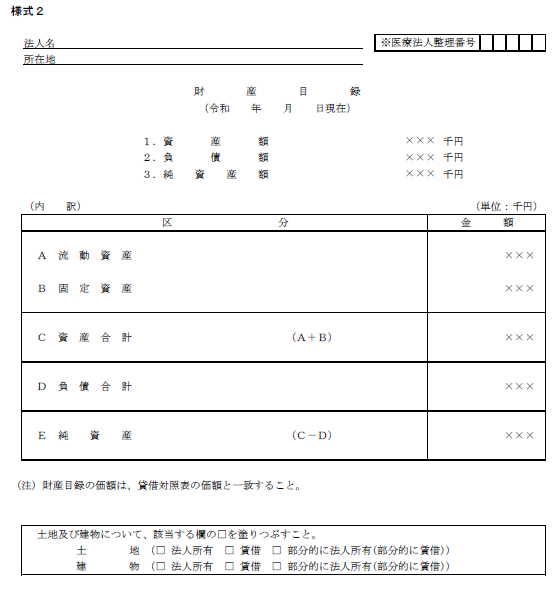 様式２
法人名
※医療法人整理番号
所在地
財　産　目　録
（令和　　年　　月　　日現在）
１．資　産　額　×××　千円
２．負　債　額　×××　千円
３．純　資　産　額　×××　千円
（内　訳）　（単位：千円）
区　分　金　額
Ａ　流　動　資　産　×××
Ｂ　固　定　資　産　×××
Ｃ　資　産　合　計　（Ａ＋Ｂ）　×××
Ｄ　負　債　合　計　×××
Ｅ　純　資　産　（Ｃ－Ｄ）　×××
（注）財産目録の価額は、貸借対照表の価額と一致すること。
土地及び建物について、該当する欄の□を塗りつぶすこと。
土　地　（□　法人所有　□　賃借　□　部分的に法人所有(部分的に賃借)）
建　物　（□　法人所有　□　賃借　□　部分的に法人所有(部分的に賃借)）